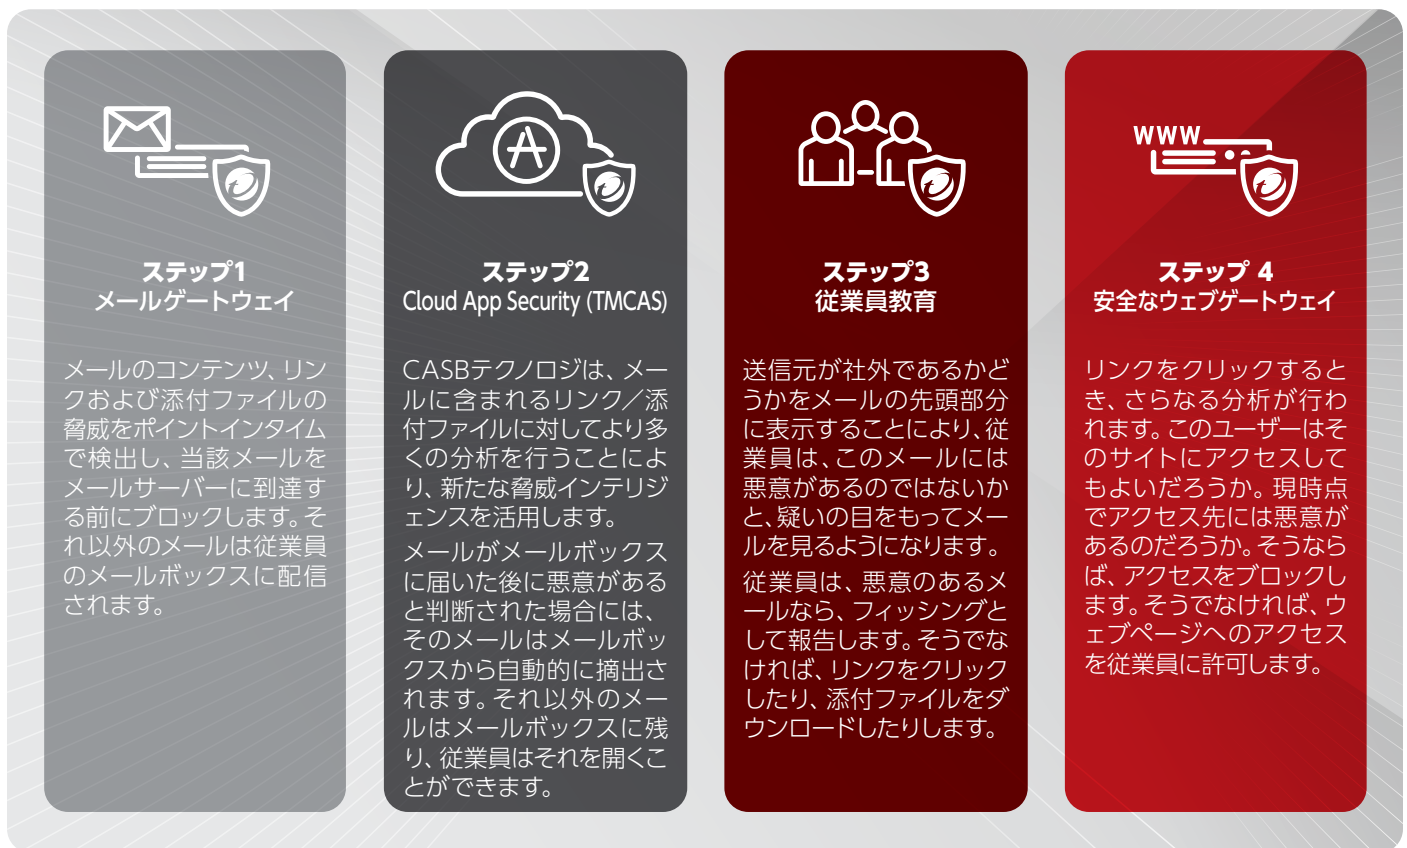 ステップ1
メールゲートウェイ
メールのコンテンツ、リン
クおよび添付ファイルの
脅威をポイントインタイム
で検出し、当該メールを
メールサーバーに到達す
る前にブロックします。そ
れ以外のメールは従業員
のメールボックスに配信
されます。
ステップ2
Cloud App Security (TMCAS)
CASBテクノロジは、メー
ルに含まれるリンク／添
付ファイルに対してより多
くの分析を行うことによ
り、新たな脅威インテリジ
ェンスを活用します。
メールがメールボックス
に届いた後に悪意がある
と判断された場合には、
そのメールはメールボッ
クスから自動的に摘出さ
れます。それ以外のメー
ルはメールボックスに残
り、従業員はそれを開くこ
とができます。
ステップ3
従業員教育
送信元が社外であるかど
うかをメールの先頭部分
に表示することにより、従
業員は、このメールには
悪意があるのではないか
と、疑いの目をもってメー
ルを見るようになります。
従業員は、悪意のあるメ
ールなら、フィッシングと
して報告します。そうでな
ければ、リンクをクリック
したり、添付ファイルをダ
ウンロードしたりします。
WWW
ステップ 4
安全なウェブゲートウェイ
リンクをクリックすると
き、さらなる分析が行わ
れます。このユーザーはそ
のサイトにアクセスして
もよいだろうか。現時点
でアクセス先には悪意が
あるのだろうか。そうなら
ば、アクセスをブロックし
ます。そうでなければ、ウ
ェブページへのアクセス
を従業員に許可します。